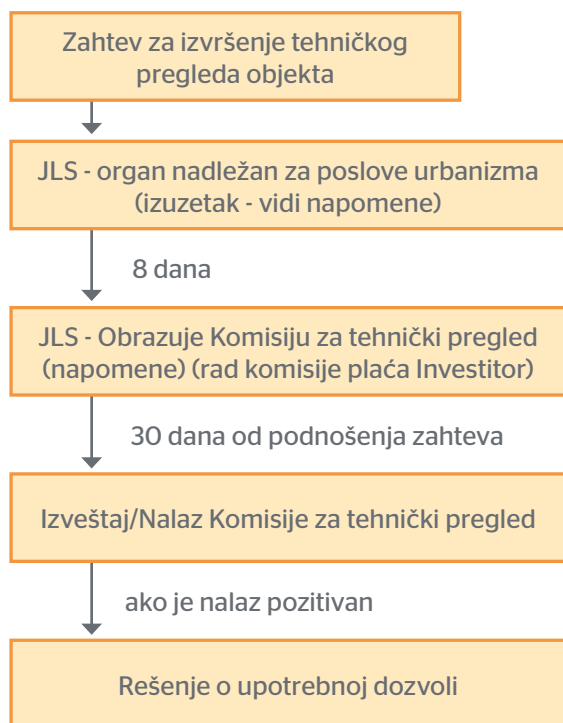 Zahtev za izvršenje tehničkog
pregleda objekta
JLS - organ nadležan za poslove urbanizma
(izuzetak - vidi napomene)
8 dana
JLS - Obrazuje Komisiju za tehnički pregled
(napomene) (rad komisije plaća Investitor)
30 dana od podnošenja zahteva
Izveštaj/Nalaz Komisije za tehnički pregled
ako je nalaz pozitivan
Rešenje o upotrebnoj dozvoli